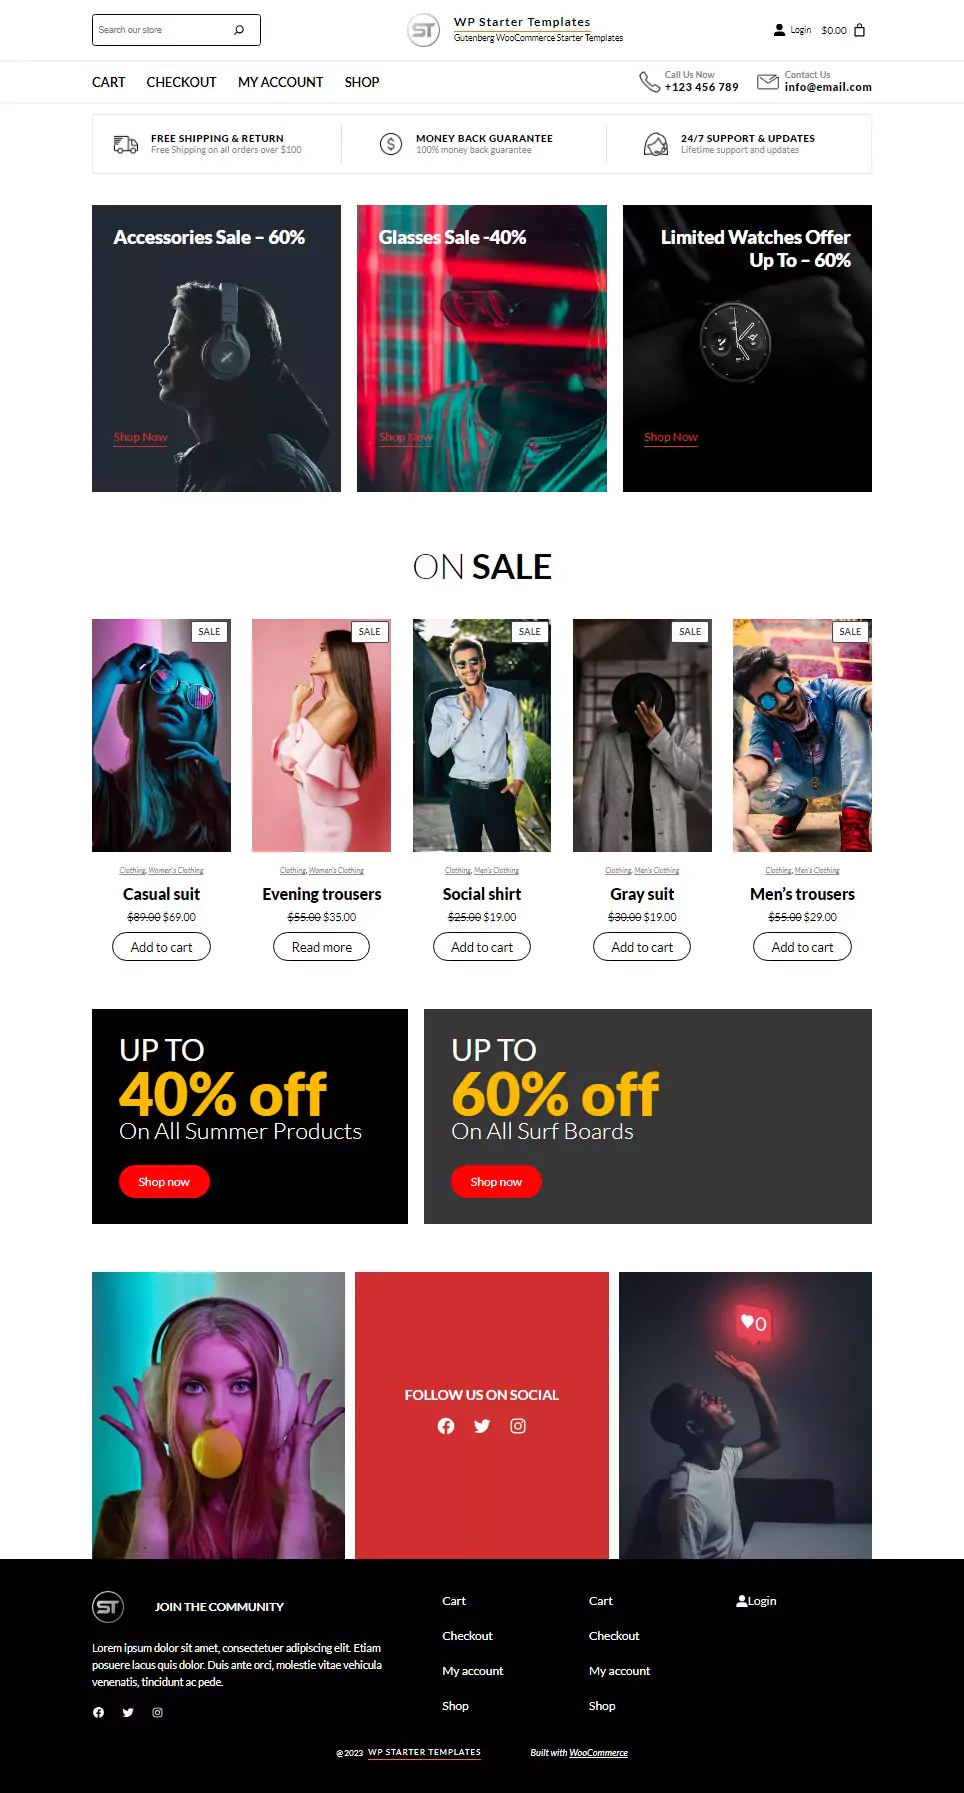 Search our store
ST
WP Starter Templates
Gutenberg WooCommerce Starter Templates
Login
$0.00
CART
CHECKOUT
MY ACCOUNT
SHOP
Call Us Now
+123 456 789
Contact Us
info@email.com
FREE SHIPPING & RETURN
Free Shipping on all orders over $100
MONEY BACK GUARANTEE
100% money back guarantee
24/7 SUPPORT & UPDATES
Lifetime support and updates
Accessories Sale – 60%
Shop Now
Glasses Sale -40%
Shop Now
Limited Watches Offer
Up To – 60%
Shop Now
ON SALE
SALE
Clothing, Women's Clothing
Casual suit
$89.00 $69.00
Add to cart
SALE
Clothing, Women's Clothing
Evening trousers
$55.00 $35.00
Read more
SALE
Clothing, Men's Clothing
Social shirt
$25.00 $19.00
Add to cart
SALE
Clothing, Men's Clothing
Gray suit
$30.00 $19.00
Add to cart
SALE
Clothing, Men's Clothing
Men’s trousers
$55.00 $29.00
Add to cart
UP TO
40% off
On All Summer Products
Shop now
UP TO
60% off
On All Surf Boards
Shop now
FOLLOW US ON SOCIAL
0
ST
JOIN THE COMMUNITY
Lorem ipsum dolor sit amet, consectetuer adipiscing elit. Etiam
posuere lacus quis dolor. Duis ante orci, molestie vitae vehicula
venenatis, tincidunt ac pede.
Cart
Checkout
My account
Shop
Cart
Checkout
My account
Shop
Login
@2023 WP STARTER TEMPLATES
Built with WooCommerce